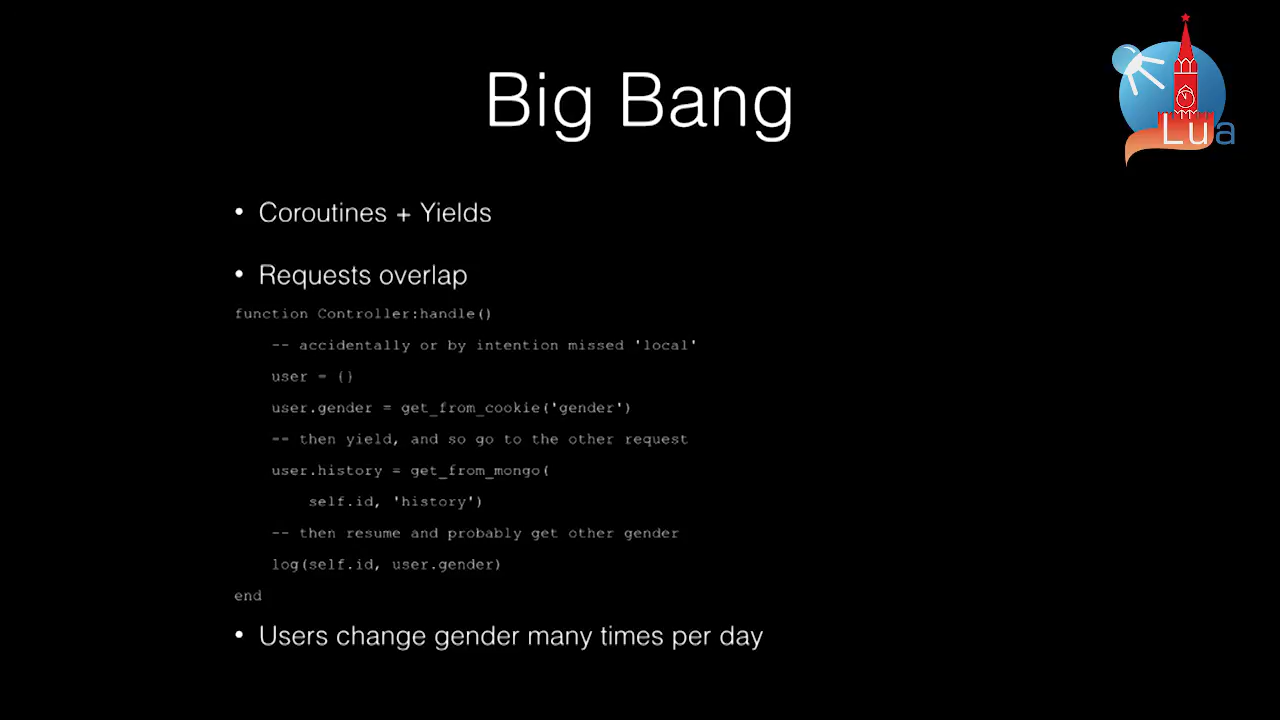 Big Bang
Lua
• Coroutines + Yields
• Requests overlap
function Controller:handle()
-- accidentally or by intention missed 'local'
user = {}
user.gender = get_from_cookie('gender')
-- then yield, and so go to the other request
user.history = get_from_mongo(
self.id, 'history')
-- then resume and probably get other gender
log(self.id, user.gender)
end
• Users change gender many times per day